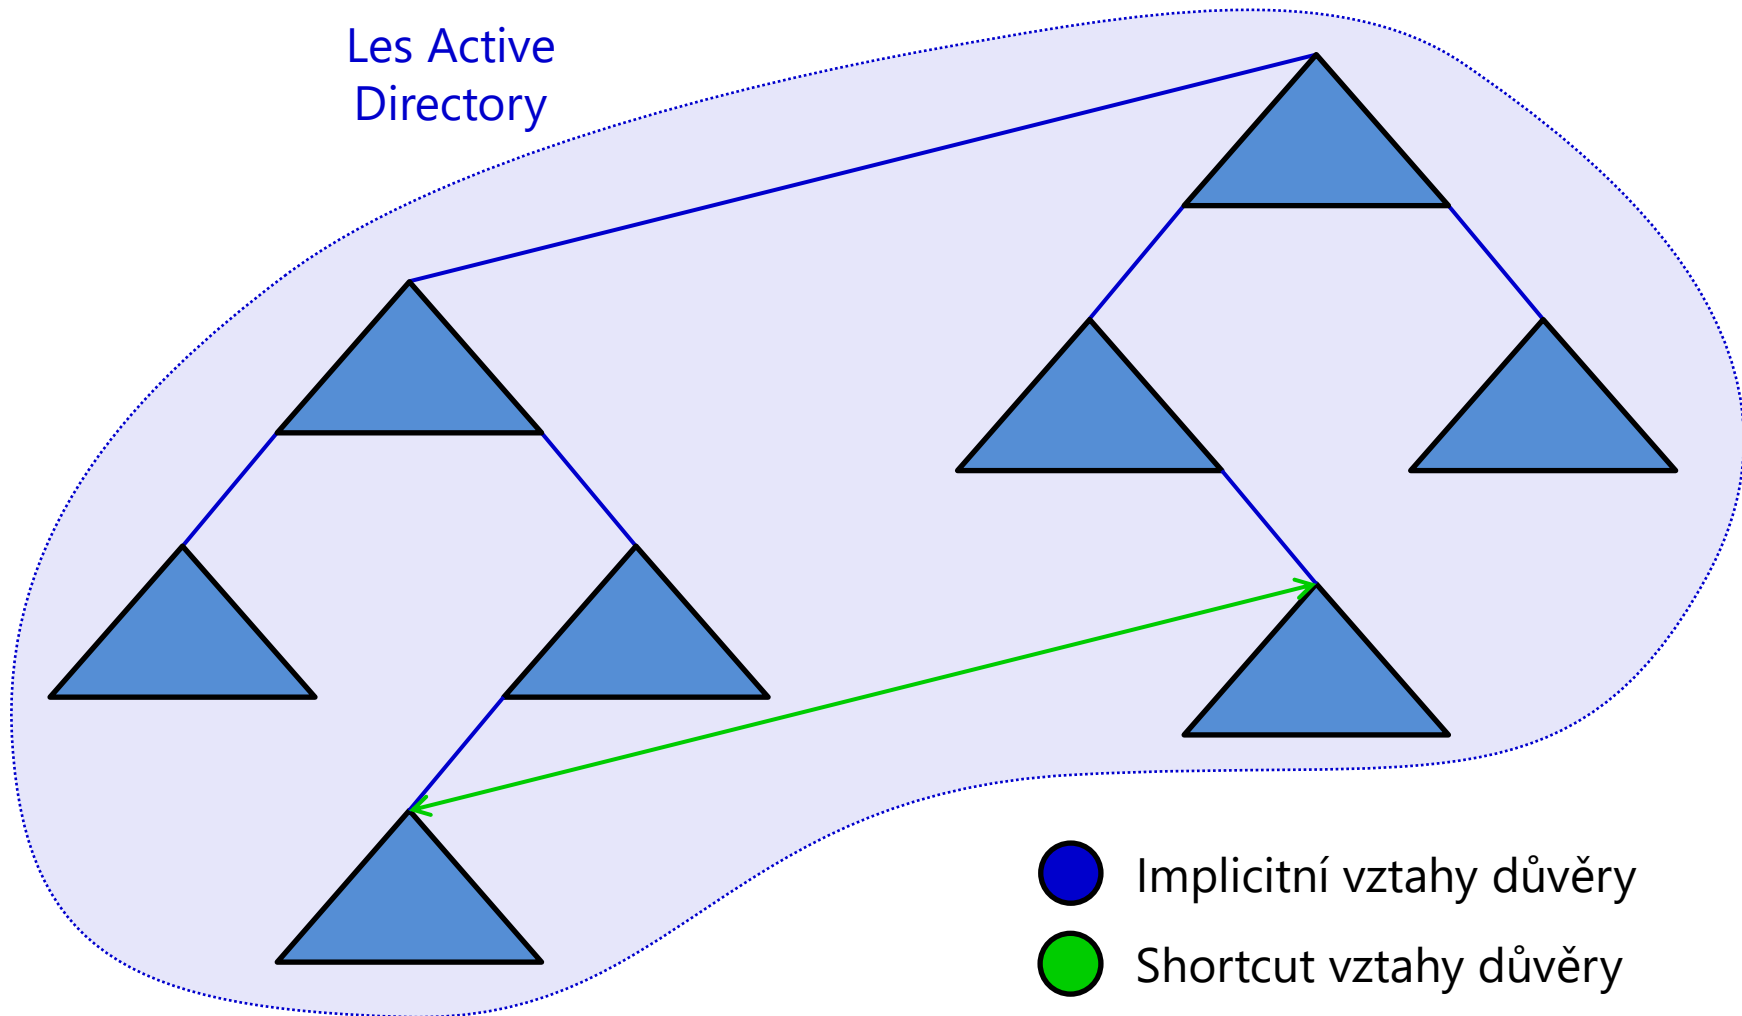 Les Active
Directory
Implicitní vztahy důvěry
Shortcut vztahy důvěry